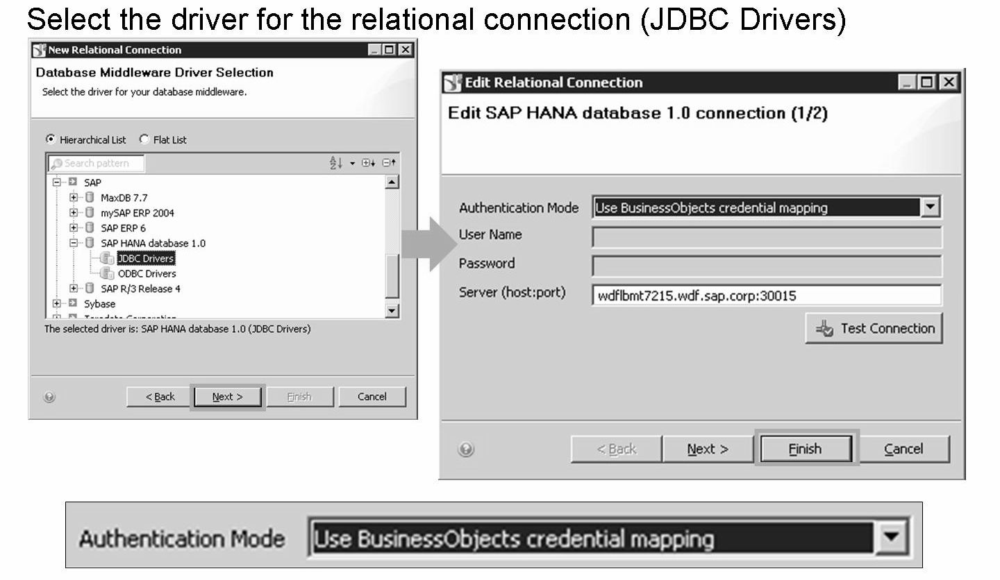 Select the driver for the relational connection (JDBC Drivers)
New Relational Connection
Database Middleware Driver Selection
Select the driver for your database middleware.
Hierarchical List Flat List
Search pattern
SAP
MaxDB 7.7
mySAP ERP 2004
SAP ERP 6
SAP HANA database 1.0
JDBC Drivers
ODBC Drivers
SAP R/3 Release 4
Sybase
Teradata Corporation
The selected driver is: SAP HANA database 1.0 (JDBC Drivers)
< Back Next > Finish Cancel
Edit Relational Connection
Edit SAP HANA database 1.0 connection (1/2)
Authentication Mode Use BusinessObjects credential mapping
User Name
Password
Server (host:port) wdflbmt7215.wdf.sap.corp:30015
Test Connection
< Back Next > Finish Cancel
Authentication Mode Use BusinessObjects credential mapping